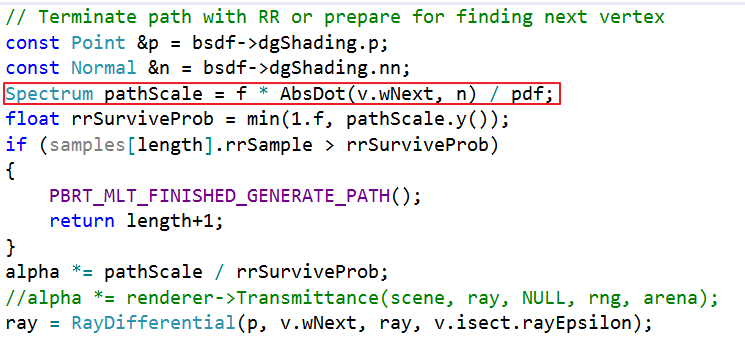 // Terminate path with RR or prepare for finding next vertex
const Point &p = bsdf->dgShading.p;
const Normal &n = bsdf->dgShading.nn;
Spectrum pathScale = f * AbsDot(v.wNext, n) / pdf;
float rrSurviveProb = min(1.f, pathScale.y());
if (samples[length].rrSample > rrSurviveProb)
{
    PBRT_MLT_FINISHED_GENERATE_PATH();
    return length+1;
}
alpha *= pathScale / rrSurviveProb;
//alpha *= renderer->Transmittance(scene, ray, NULL, rng, arena);
ray = RayDifferential(p, v.wNext, ray, v.isect.rayEpsilon);